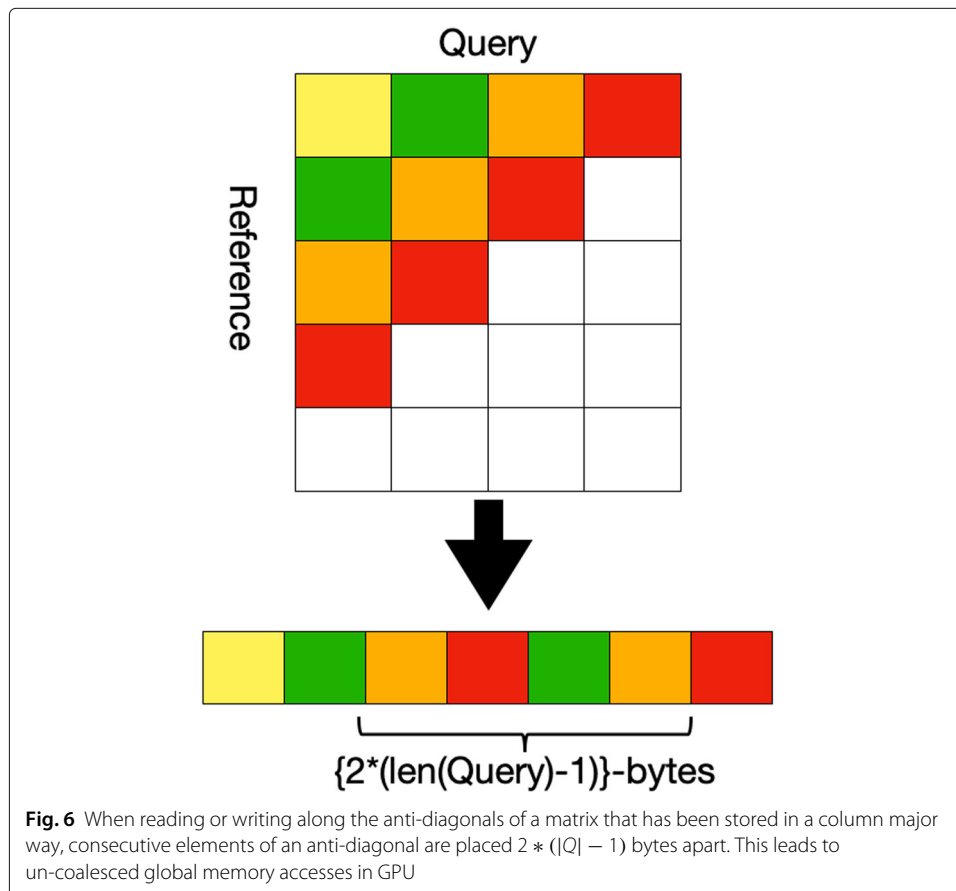 Query
Reference
{2*(len(Query)-1)}-bytes
Fig. 6 When reading or writing along the anti-diagonals of a matrix that has been stored in a column major
way, consecutive elements of an anti-diagonal are placed 2 ∗ (|Q| − 1) bytes apart. This leads to
un-coalesced global memory accesses in GPU